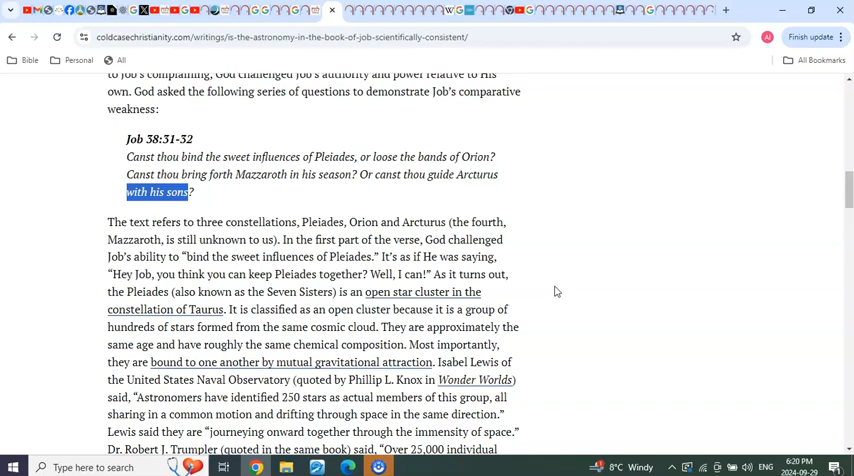 coldcasechristianity.com/writings/is-the-astronomy-in-the-book-of-job-scientifically-consistent/
AI
Finish update
Bible
Personal
All
All Bookmarks
to Job's complaining, God challenged Job's authority and power relative to His
own. God asked the following series of questions to demonstrate Job's comparative
weakness:
Job 38:31-32
Canst thou bind the sweet influences of Pleiades, or loose the bands of Orion?
Canst thou bring forth Mazzaroth in his season? Or canst thou guide Arcturus
with his sons?
The text refers to three constellations, Pleiades, Orion and Arcturus (the fourth,
Mazzaroth, is still unknown to us). In the first part of the verse, God challenged
Job's ability to “bind the sweet influences of Pleiades.” It's as if He was saying,
“Hey Job, you think you can keep Pleiades together? Well, I can!” As it turns out,
the Pleiades (also known as the Seven Sisters) is an open star cluster in the
constellation of Taurus. It is classified as an open cluster because it is a group of
hundreds of stars formed from the same cosmic cloud. They are approximately the
same age and have roughly the same chemical composition. Most importantly,
they are bound to one another by mutual gravitational attraction. Isabel Lewis of
the United States Naval Observatory (quoted by Phillip L. Knox in Wonder Worlds)
said, “Astronomers have identified 250 stars as actual members of this group, all
sharing in a common motion and drifting through space in the same direction.”
Lewis said they are “journeying onward together through the immensity of space.”
Dr. Robert J. Trumpler (quoted in the same book) said, “Over 25,000 individual
Type here to search
8°C Windy
ENG
6:20 PM
2024-09-29